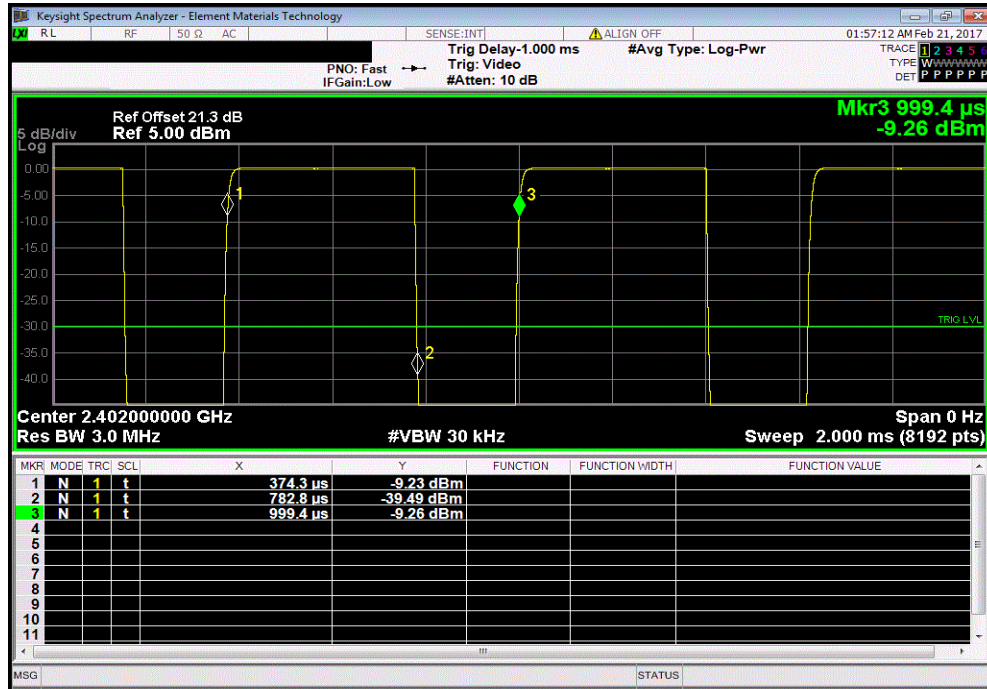 Keysight Spectrum Analyzer - Element Materials Technology
LXI RL RF 50 Ω AC SENSE:INT ALIGN OFF 01:57:12 AM Feb 21, 2017
Trig Delay-1.000 ms #Avg Type: Log-Pwr TRACE 1 2 3 4 5 6
PNO: Fast Trig: Video TYPE WWWWWW
IFGain:Low #Atten: 10 dB DET P P P P P P
Mkr3 999.4 µs
-9.26 dBm
Ref Offset 21.3 dB
5 dB/div Ref 5.00 dBm
Log
0.00
-5.00
1
3
-10.0
-15.0
-20.0
-25.0
-30.0
TRIG LVL
-35.0
2
-40.0
Center 2.402000000 GHz Span 0 Hz
Res BW 3.0 MHz #VBW 30 kHz Sweep 2.000 ms (8192 pts)
MKR MODE TRC SCL X Y FUNCTION FUNCTION WIDTH FUNCTION VALUE
1 N 1 t 374.3 µs -9.23 dBm
2 N 1 t 782.8 µs -39.49 dBm
3 N 1 t 999.4 µs -9.26 dBm
4
5
6
7
8
9
10
11
MSG STATUS